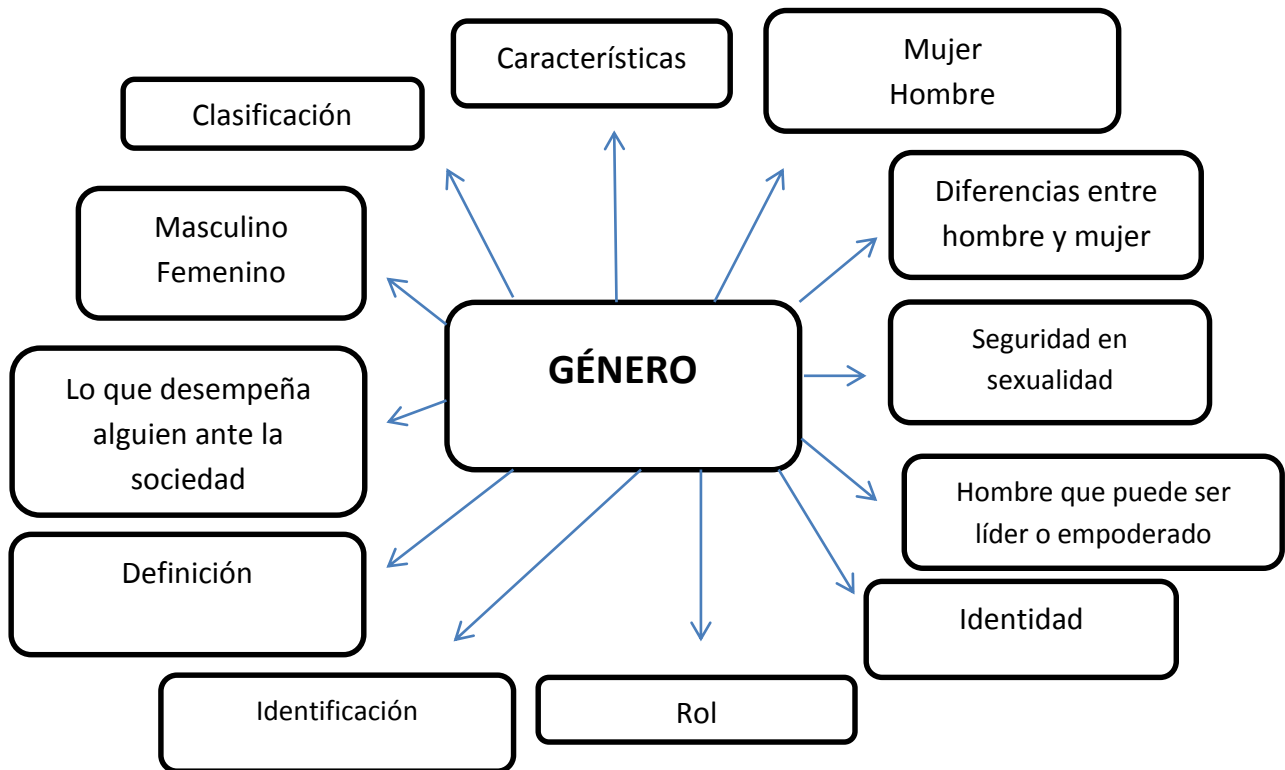 Características
Mujer
Hombre
Clasificación
Diferencias entre
hombre y mujer
Masculino
Femenino
GÉNERO
Seguridad en
sexualidad
Lo que desempeña
alguien ante la
sociedad
Hombre que puede ser
líder o empoderado
Definición
Identidad
Identificación
Rol